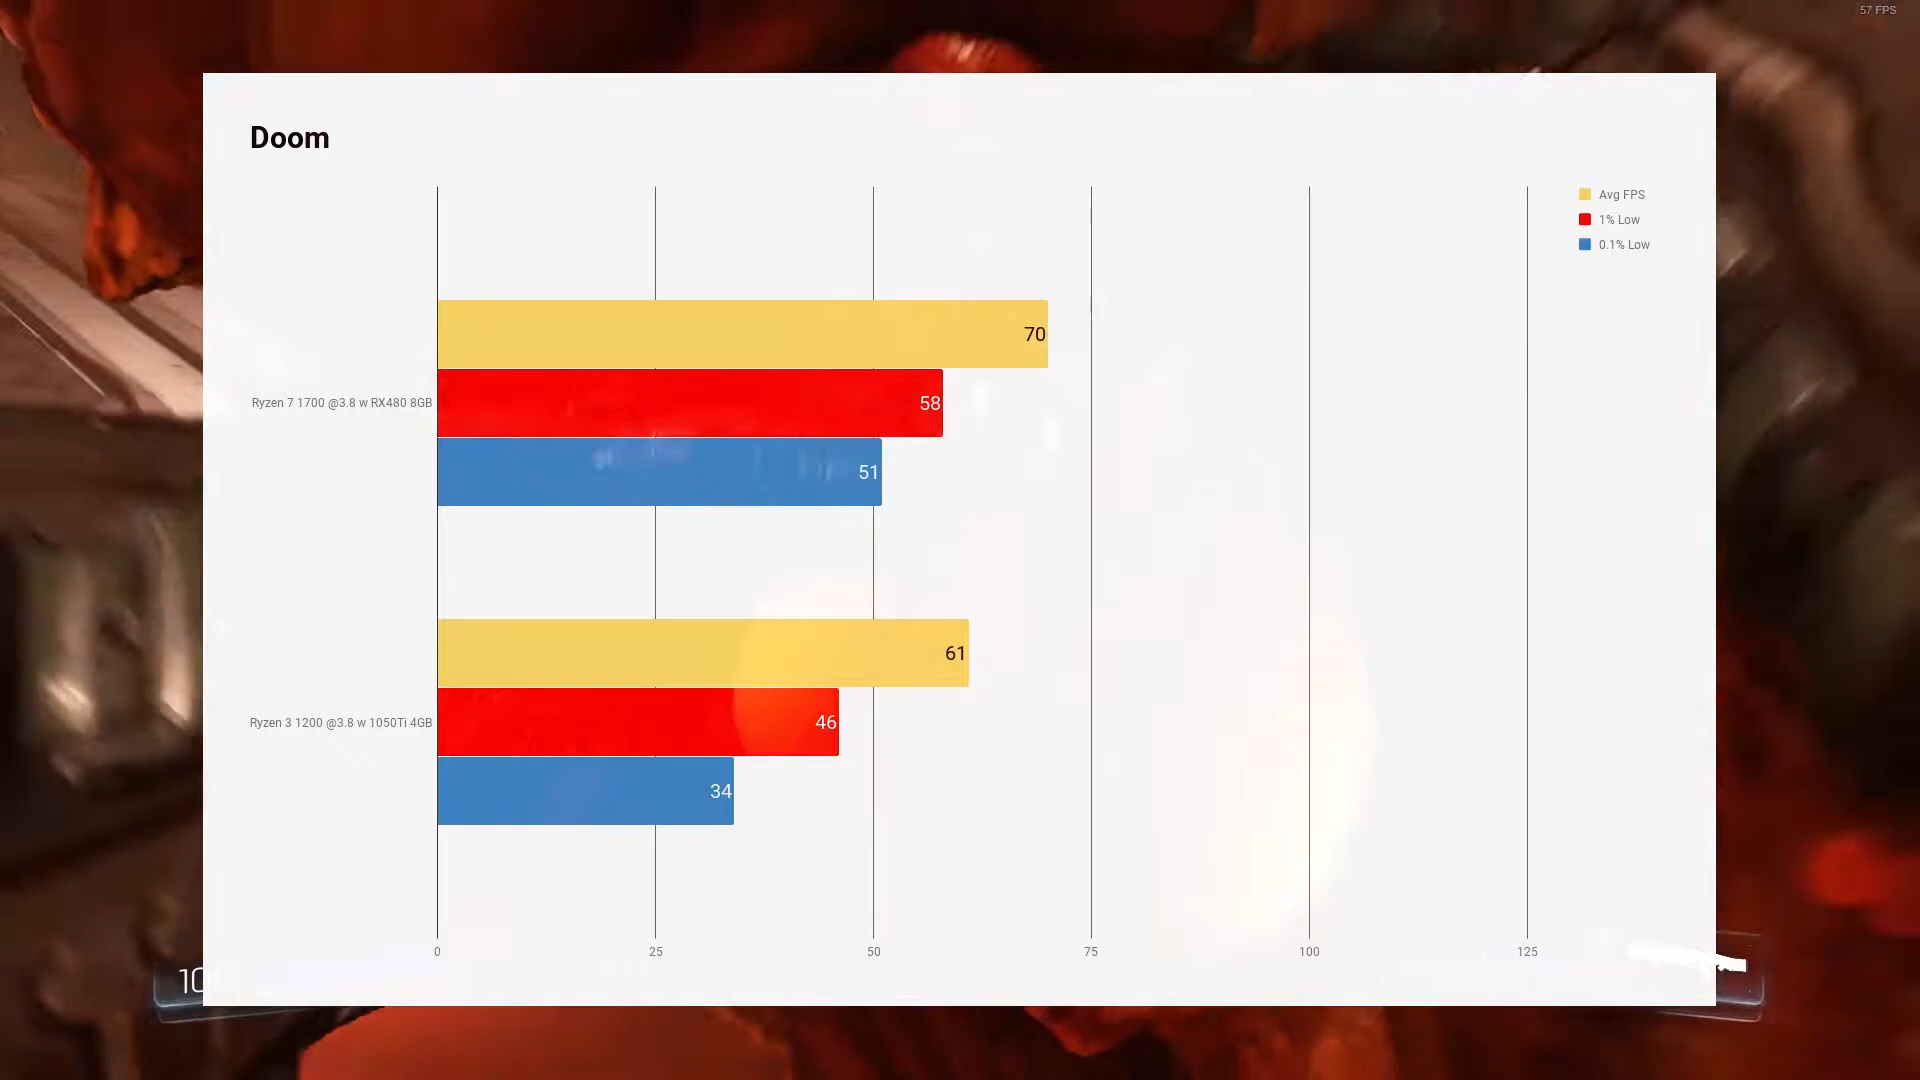 57 FPS
Doom
Avg FPS
1% Low
0.1% Low
70
Ryzen 7 1700 @3.8 w RX480 8GB
58
51
61
Ryzen 3 1200 @3.8 w 1050Ti 4GB
46
34
0 25 50 75 100 125